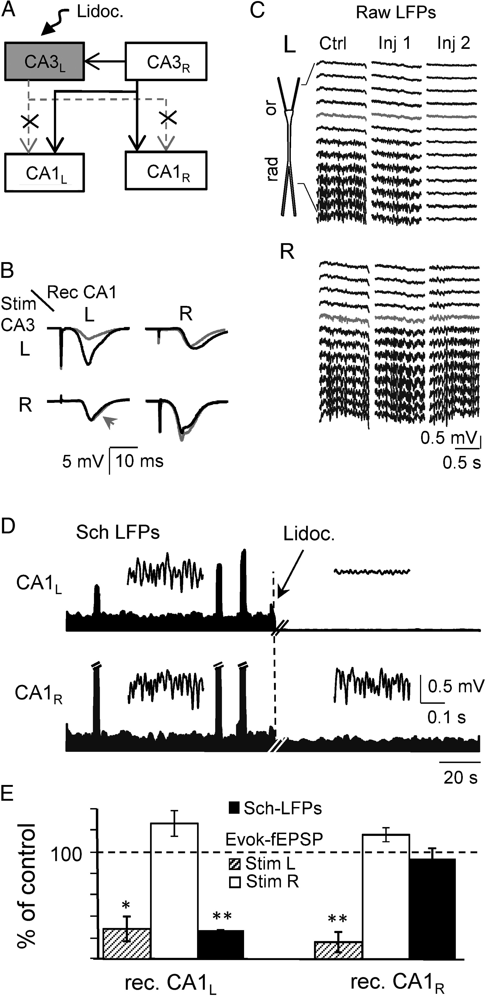 A
Lidoc.
CA3L
CA3R
CA1L
CA1R
B
Rec CA1
Stim
CA3
L
R
L
R
5 mV
10 ms
C
Raw LFPs
L
Ctrl
Inj 1
Inj 2
or
rad
R
0.5 mV
0.5 s
D
Sch LFPs
Lidoc.
CA1L
CA1R
0.5 mV
0.1 s
20 s
E
% of control
100
Sch-LFPs
Evok-fEPSP
Stim L
Stim R
*
**
**
rec. CA1L
rec. CA1R